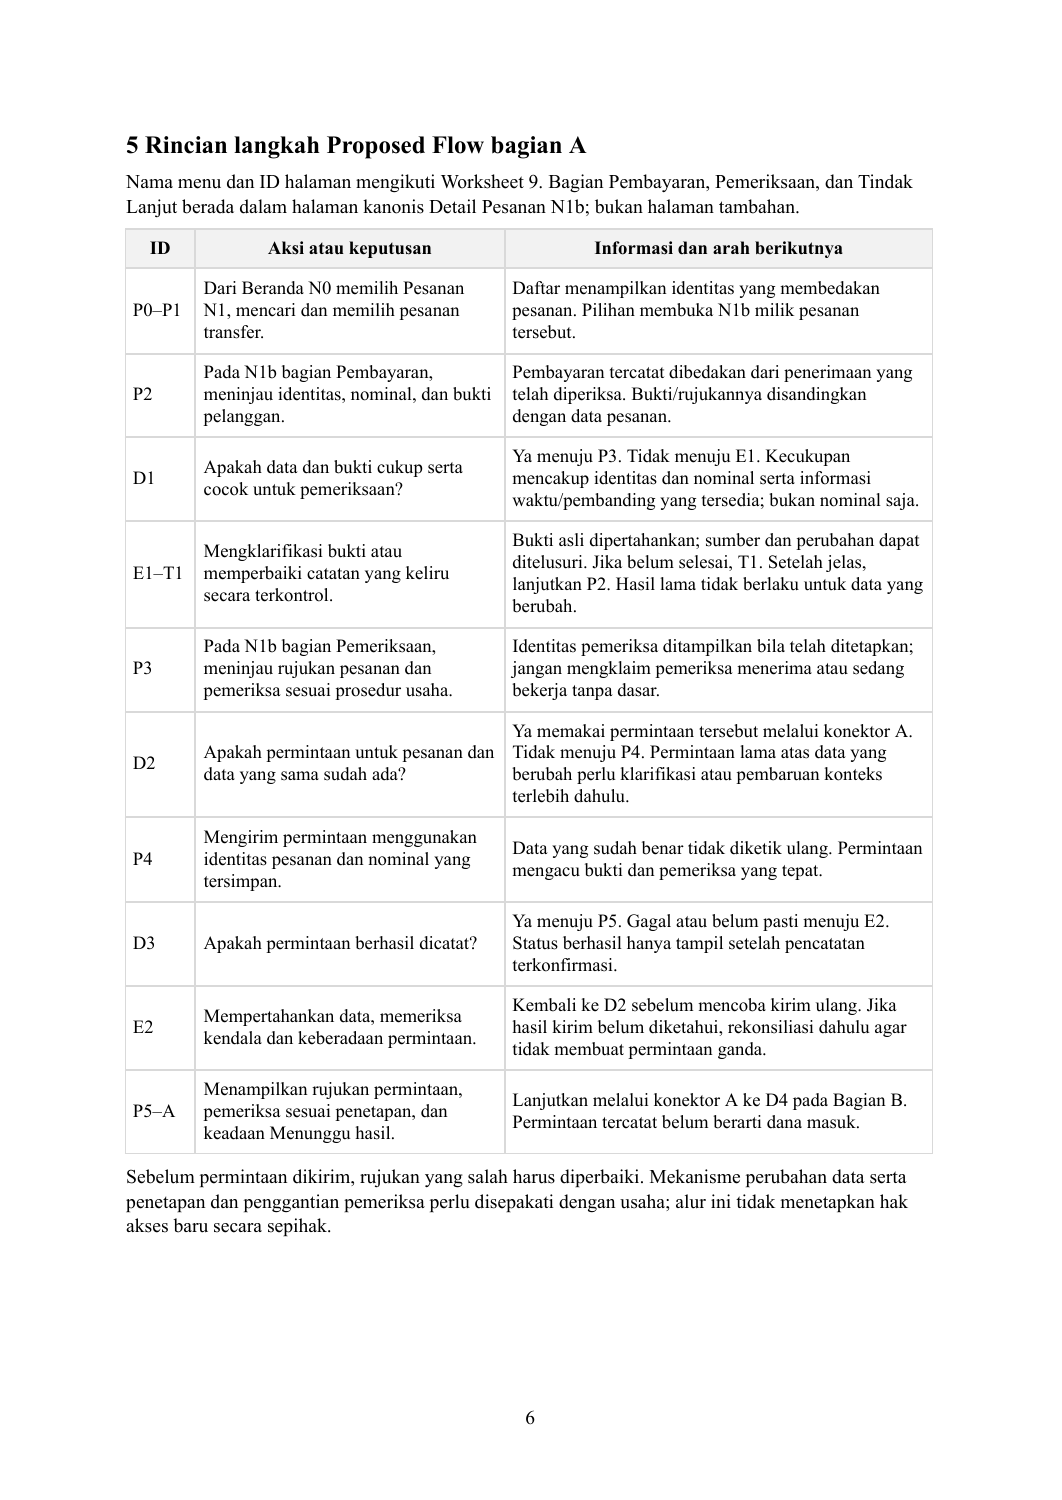 5 Rincian langkah Proposed Flow bagian A
Nama menu dan ID halaman mengikuti Worksheet 9. Bagian Pembayaran, Pemeriksaan, dan Tindak
Lanjut berada dalam halaman kanonis Detail Pesanan N1b; bukan halaman tambahan.
ID
Aksi atau keputusan
Informasi dan arah berikutnya
P0–P1
Dari Beranda N0 memilih Pesanan
N1, mencari dan memilih pesanan
transfer.
Daftar menampilkan identitas yang membedakan
pesanan. Pilihan membuka N1b milik pesanan
tersebut.
P2
Pada N1b bagian Pembayaran,
meninjau identitas, nominal, dan bukti
pelanggan.
Pembayaran tercatat dibedakan dari penerimaan yang
telah diperiksa. Bukti/rujukannya disandingkan
dengan data pesanan.
D1
Apakah data dan bukti cukup serta
cocok untuk pemeriksaan?
Ya menuju P3. Tidak menuju E1. Kecukupan
mencakup identitas dan nominal serta informasi
waktu/pembanding yang tersedia; bukan nominal saja.
E1–T1
Mengklarifikasi bukti atau
memperbaiki catatan yang keliru
secara terkontrol.
Bukti asli dipertahankan; sumber dan perubahan dapat
ditelusuri. Jika belum selesai, T1. Setelah jelas,
lanjutkan P2. Hasil lama tidak berlaku untuk data yang
berubah.
P3
Pada N1b bagian Pemeriksaan,
meninjau rujukan pesanan dan
pemeriksa sesuai prosedur usaha.
Identitas pemeriksa ditampilkan bila telah ditetapkan;
jangan mengklaim pemeriksa menerima atau sedang
bekerja tanpa dasar.
D2
Apakah permintaan untuk pesanan dan
data yang sama sudah ada?
Ya memakai permintaan tersebut melalui konektor A.
Tidak menuju P4. Permintaan lama atas data yang
berubah perlu klarifikasi atau pembaruan konteks
terlebih dahulu.
P4
Mengirim permintaan menggunakan
identitas pesanan dan nominal yang
tersimpan.
Data yang sudah benar tidak diketik ulang. Permintaan
mengacu bukti dan pemeriksa yang tepat.
D3
Apakah permintaan berhasil dicatat?
Ya menuju P5. Gagal atau belum pasti menuju E2.
Status berhasil hanya tampil setelah pencatatan
terkonfirmasi.
E2
Mempertahankan data, memeriksa
kendala dan keberadaan permintaan.
Kembali ke D2 sebelum mencoba kirim ulang. Jika
hasil kirim belum diketahui, rekonsiliasi dahulu agar
tidak membuat permintaan ganda.
P5–A
Menampilkan rujukan permintaan,
pemeriksa sesuai penetapan, dan
keadaan Menunggu hasil.
Lanjutkan melalui konektor A ke D4 pada Bagian B.
Permintaan tercatat belum berarti dana masuk.
Sebelum permintaan dikirim, rujukan yang salah harus diperbaiki. Mekanisme perubahan data serta
penetapan dan penggantian pemeriksa perlu disepakati dengan usaha; alur ini tidak menetapkan hak
akses baru secara sepihak.
6